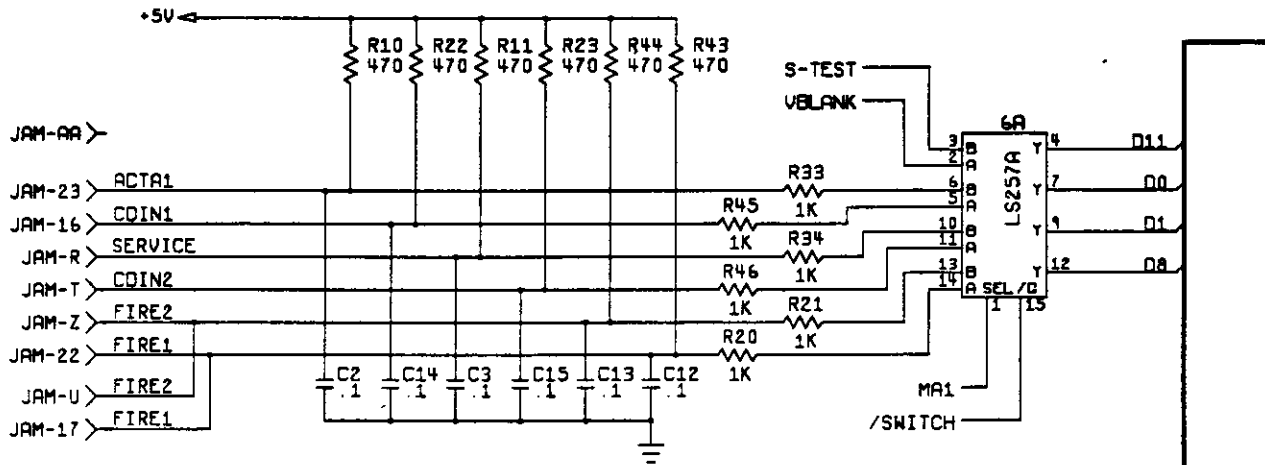 +5V
R10 R22 R11 R23 R44 R43
470 470 470 470 470 470
S-TEST
VBLANK
6A
JAM-AA
JAM-23 ACTA1
JAM-16 COIN1
JAM-R SERVICE
JAM-T COIN2
JAM-Z FIRE2
JAM-22 FIRE1
JAM-U FIRE2
JAM-17 FIRE1
R33
1K
R45
1K
R34
1K
R46
1K
R21
1K
R20
1K
C2 C14 C3 C15 C13 C12
.1 .1 .1 .1 .1 .1
LS257A
3 B Y 4 D11
2 A
6 B Y 7 D0
5 A
10 B Y 9 D1
11 A
13 B Y 12 D8
14 A
SEL /G
1 15
MA1
/SWITCH